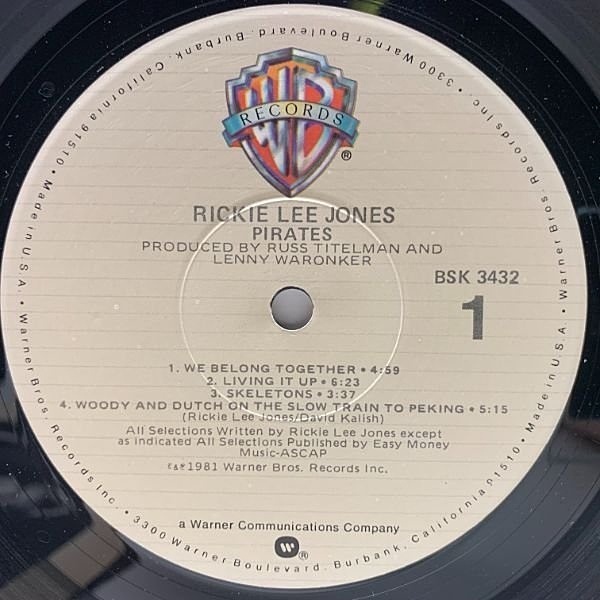 3300 Warner Boulevard, Burbank, California 91510 • Made in U.S.A. • Warner Bros. Records Inc. • 3300 Warner Boulevard, Burbank, California 91510 • Made in U.S.A. • Warner Bros. Records Inc. •
WB
RECORDS
®
RICKIE LEE JONES
PIRATES
PRODUCED BY RUSS TITELMAN AND
LENNY WARONKER
BSK 3432
1
1. WE BELONG TOGETHER • 4:59
2. LIVING IT UP • 6:23
3. SKELETONS • 3:37
4. WOODY AND DUTCH ON THE SLOW TRAIN TO PEKING • 5:15
(Rickie Lee Jones/David Kalish)
All Selections Written by Rickie Lee Jones except
as indicated All Selections Published by Easy Money
Music-ASCAP
©&℗1981 Warner Bros. Records Inc.
a Warner Communications Company
®